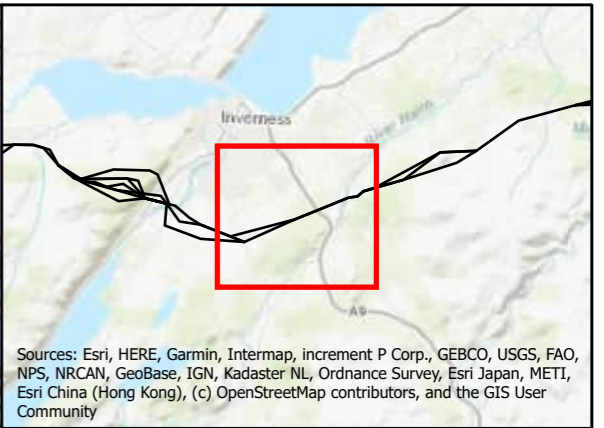 Inverness
River Nairn
A9
Sources: Esri, HERE, Garmin, Intermap, increment P Corp., GEBCO, USGS, FAO,
NPS, NRCAN, GeoBase, IGN, Kadaster NL, Ordnance Survey, Esri Japan, METI,
Esri China (Hong Kong), (c) OpenStreetMap contributors, and the GIS User
Community